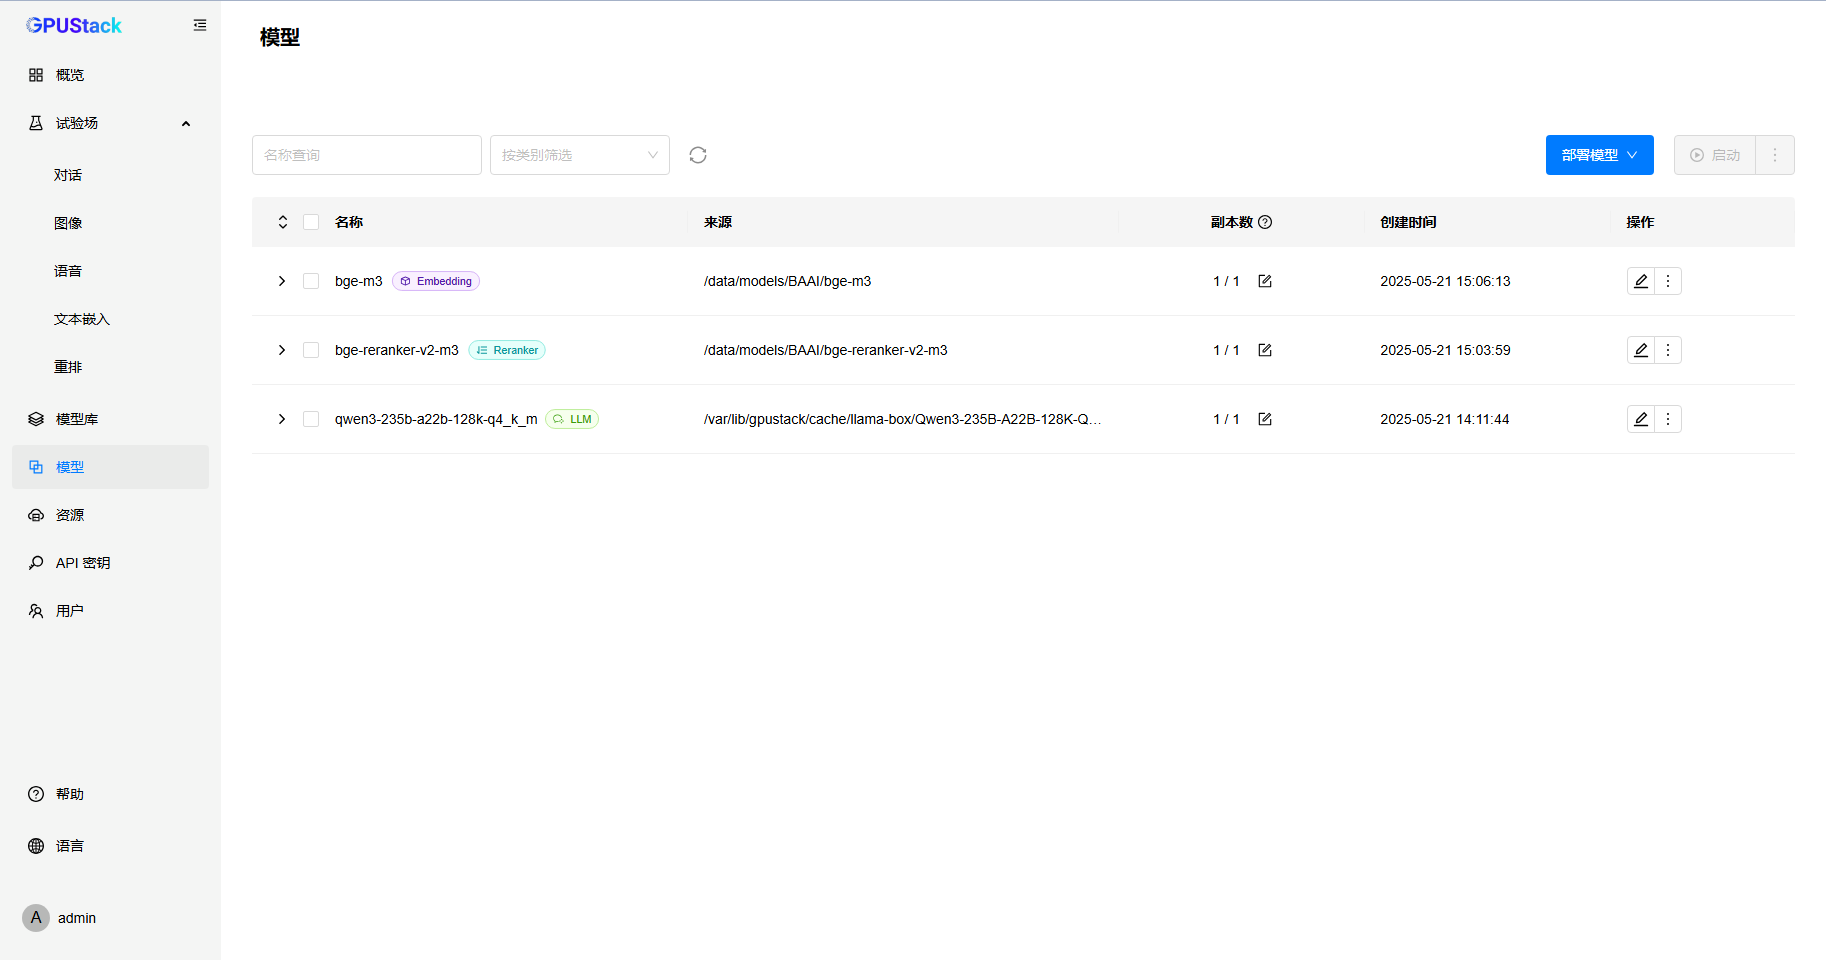 GPUStack
概览
试验场
对话
图像
语音
文本嵌入
重排
模型库
模型
资源
API 密钥
用户
帮助
语言
A admin
模型
名称查询 按类别筛选 部署模型 启动
名称 来源 副本数 创建时间 操作
bge-m3 Embedding /data/models/BAAI/bge-m3 1 / 1 2025-05-21 15:06:13
bge-reranker-v2-m3 Reranker /data/models/BAAI/bge-reranker-v2-m3 1 / 1 2025-05-21 15:03:59
qwen3-235b-a22b-128k-q4_k_m LLM /var/lib/gpustack/cache/llama-box/Qwen3-235B-A22B-128K-Q... 1 / 1 2025-05-21 14:11:44